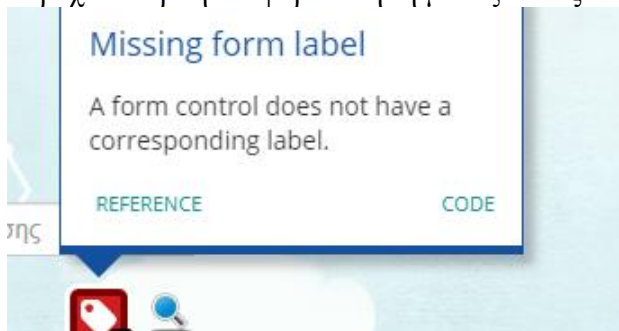 Missing form label
A form control does not have a
corresponding label.
REFERENCE CODE
σης